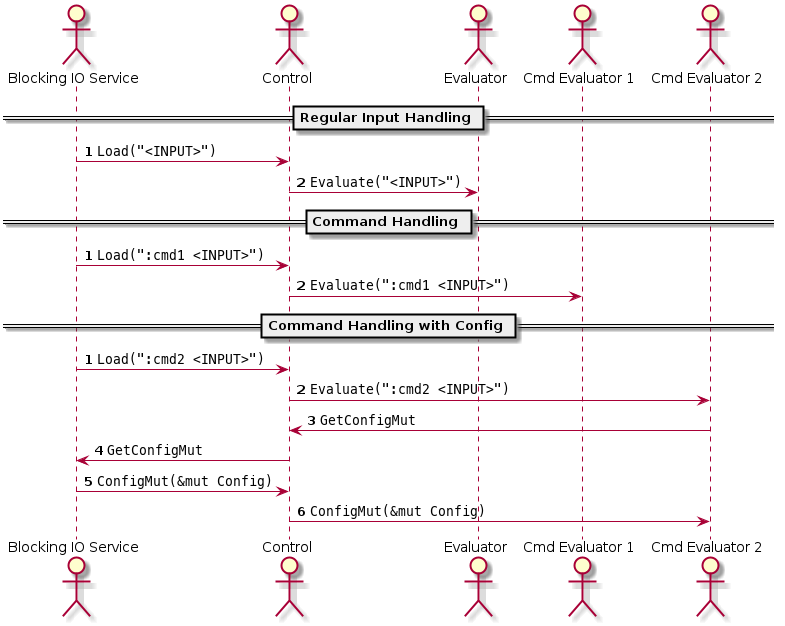 Blocking IO Service Control Evaluator Cmd Evaluator 1 Cmd Evaluator 2
Regular Input Handling
1 Load("<INPUT>")
2 Evaluate("<INPUT>")
Command Handling
1 Load(":cmd1 <INPUT>")
2 Evaluate(":cmd1 <INPUT>")
Command Handling with Config
1 Load(":cmd2 <INPUT>")
2 Evaluate(":cmd2 <INPUT>")
3 GetConfigMut
4 GetConfigMut
5 ConfigMut(&mut Config)
6 ConfigMut(&mut Config)
Blocking IO Service Control Evaluator Cmd Evaluator 1 Cmd Evaluator 2